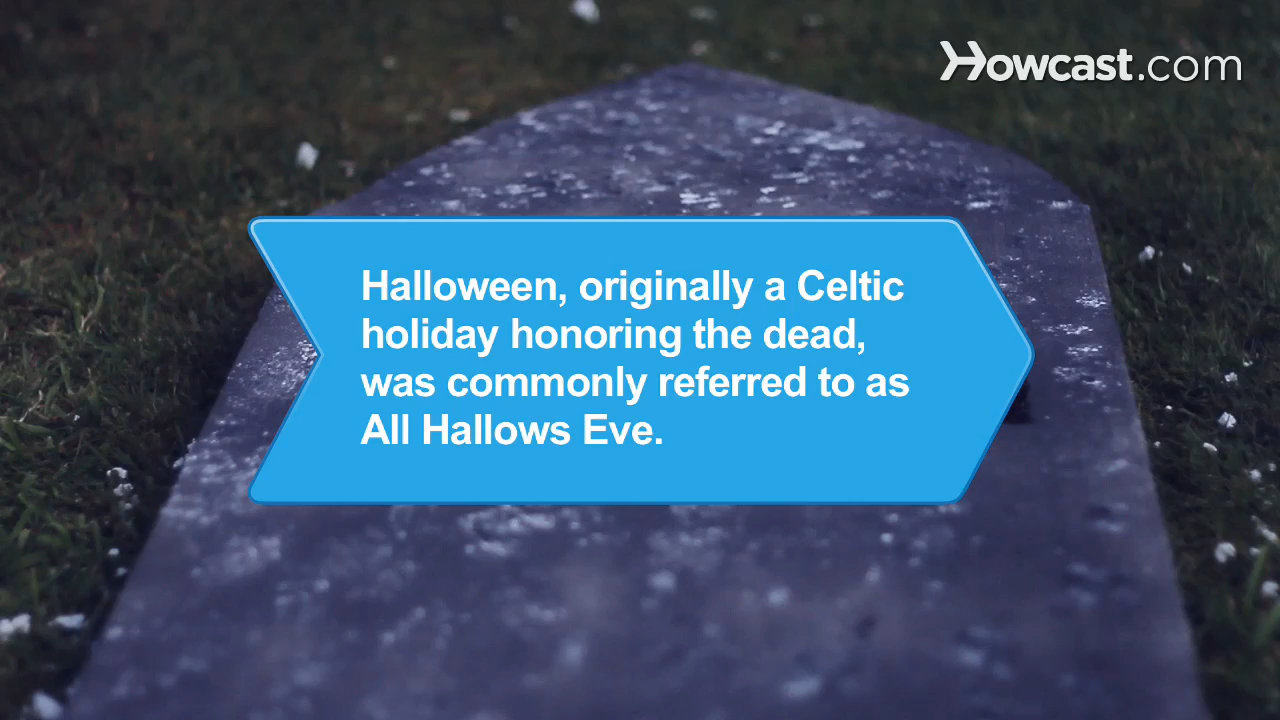 Howcast.com
Halloween, originally a Celtic
holiday honoring the dead,
was commonly referred to as
All Hallows Eve.